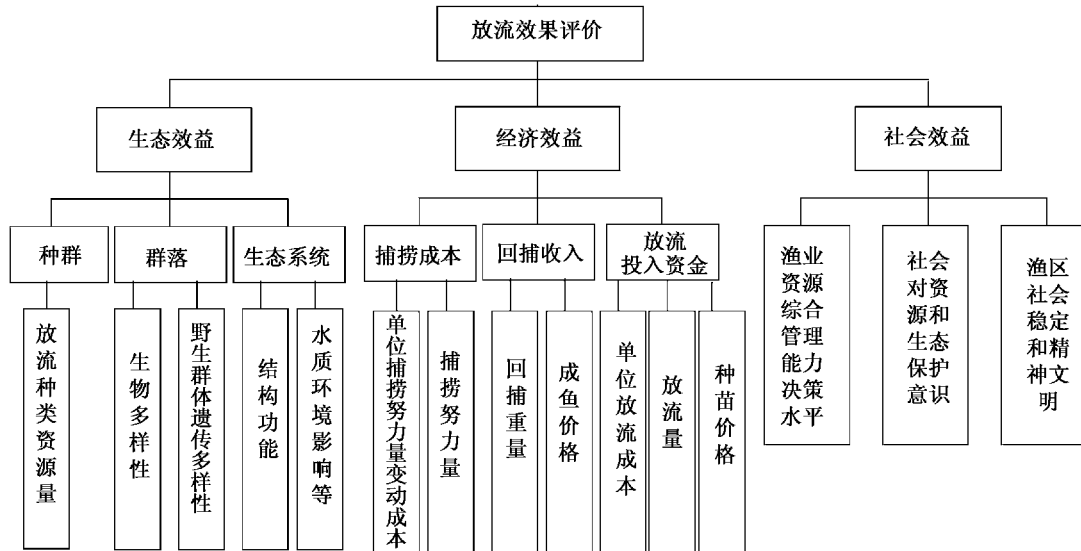 放流效果评价
生态效益
经济效益
社会效益
种群
群落
生态系统
捕捞成本
回捕收入
放流
投入资金
渔业
资源
综合
管理
能力
决策
水平
社会
对资
源和
生态
保护
意识
渔区
社会
稳定
和精
神文
明
放流种类资源量
生物多样性
野生群体遗传多样性
结构功能
水质环境影响等
单位捕捞努力量变动成本
捕捞努力量
回捕重量
成鱼价格
单位放流成本
放流量
种苗价格